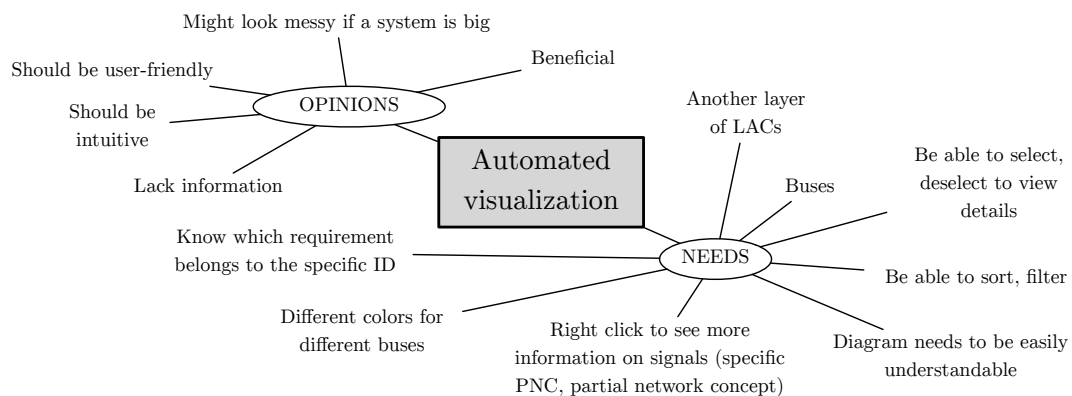 Might look messy if a system is big
Beneficial
Should be user-friendly
OPINIONS
Should be
intuitive
Lack information
Automated
visualization
Another layer
of LACs
Buses
Be able to select,
deselect to view
details
Know which requirement
belongs to the specific ID
NEEDS
Be able to sort, filter
Different colors for
different buses
Right click to see more
information on signals (specific
PNC, partial network concept)
Diagram needs to be easily
understandable